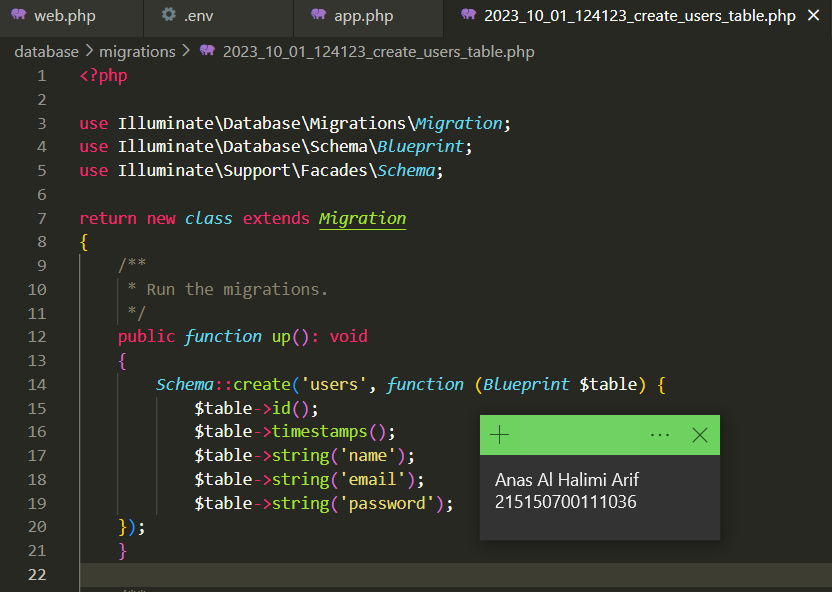 web.php .env app.php 2023_10_01_124123_create_users_table.php
database > migrations > 2023_10_01_124123_create_users_table.php
1 <?php
2
3 use Illuminate\Database\Migrations\Migration;
4 use Illuminate\Database\Schema\Blueprint;
5 use Illuminate\Support\Facades\Schema;
6
7 return new class extends Migration
8 {
9 /**
10 * Run the migrations.
11 */
12 public function up(): void
13 {
14 Schema::create('users', function (Blueprint $table) {
15 $table->id();
16 $table->timestamps();
17 $table->string('name');
18 $table->string('email');
19 $table->string('password');
20 });
21 }
22
Anas Al Halimi Arif
215150700111036